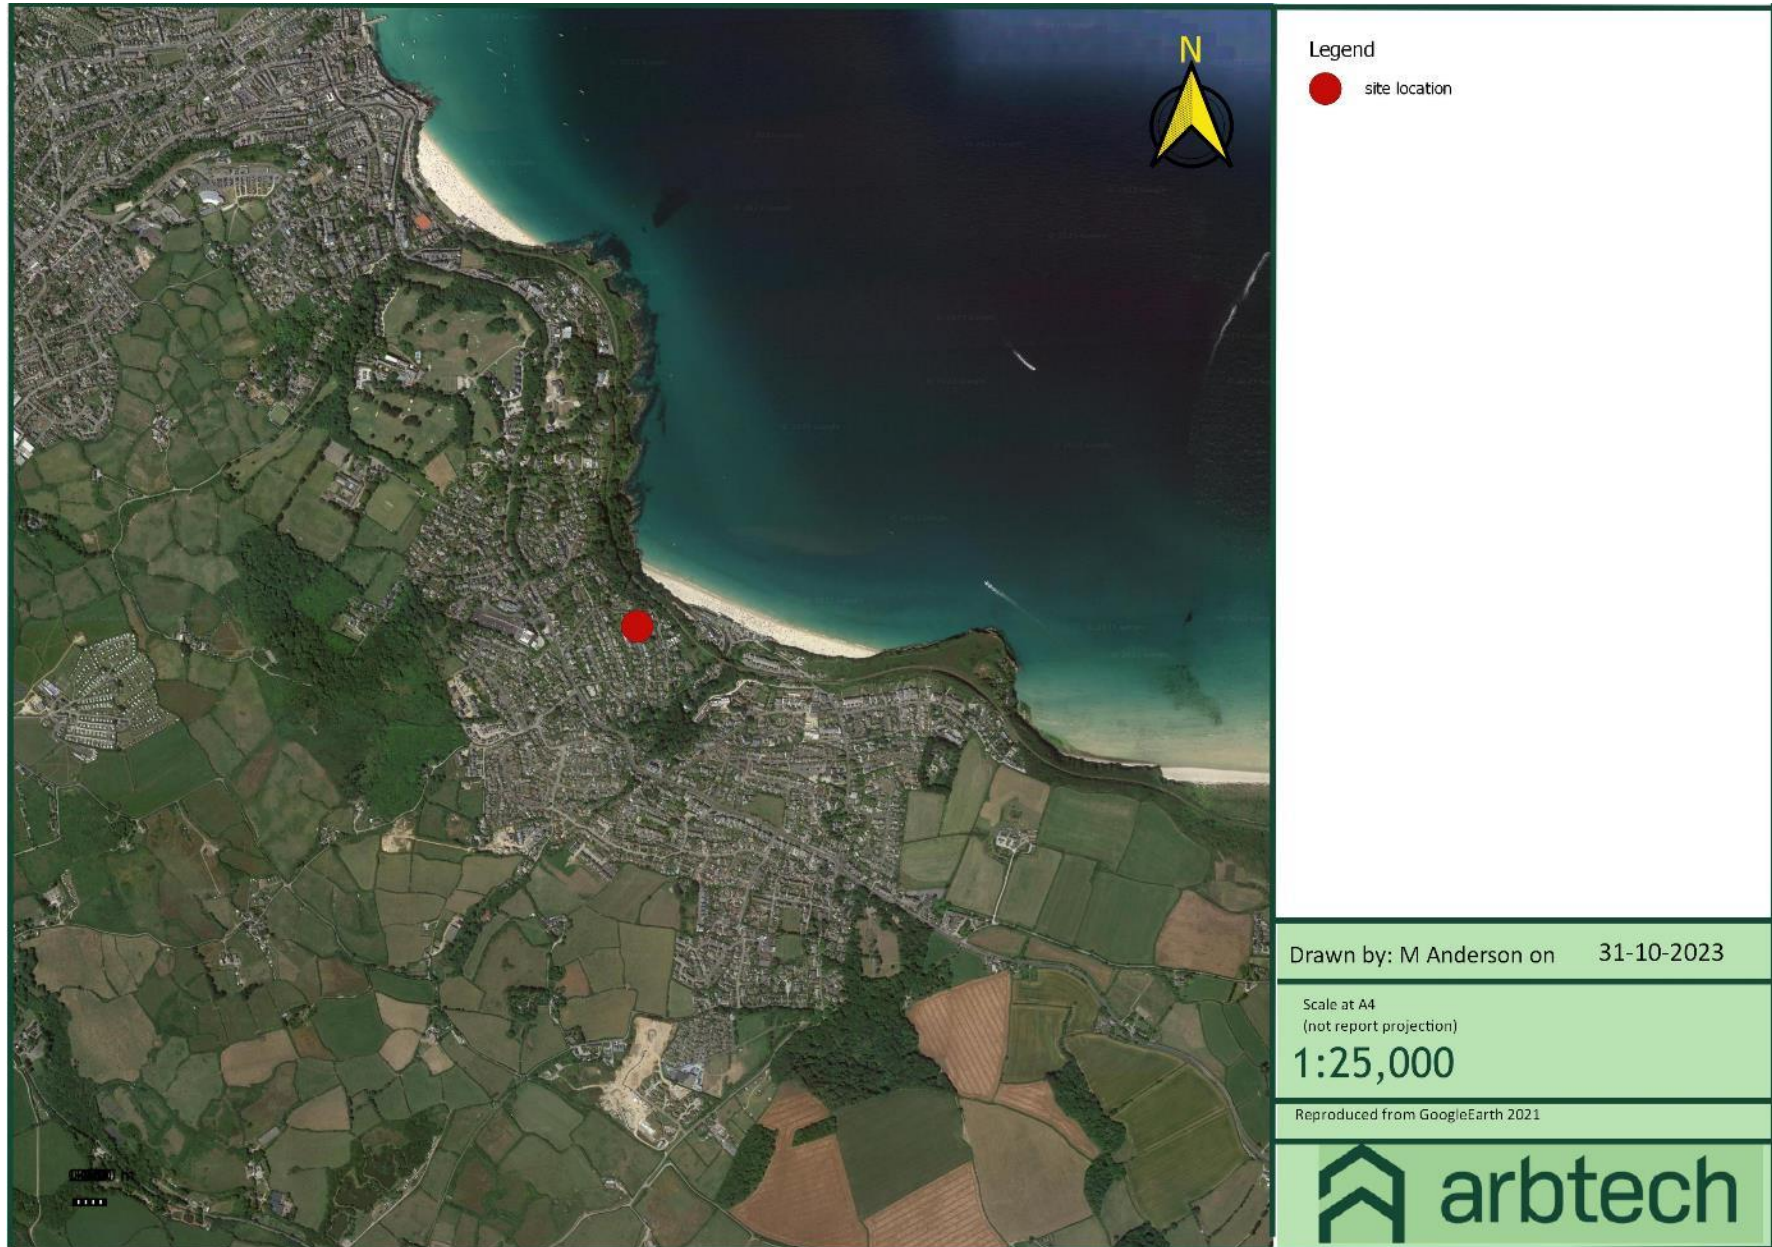 N
Legend
site location
Drawn by: M Anderson on 31-10-2023
Scale at A4
(not report projection)
1:25,000
Reproduced from GoogleEarth 2021
arbtech